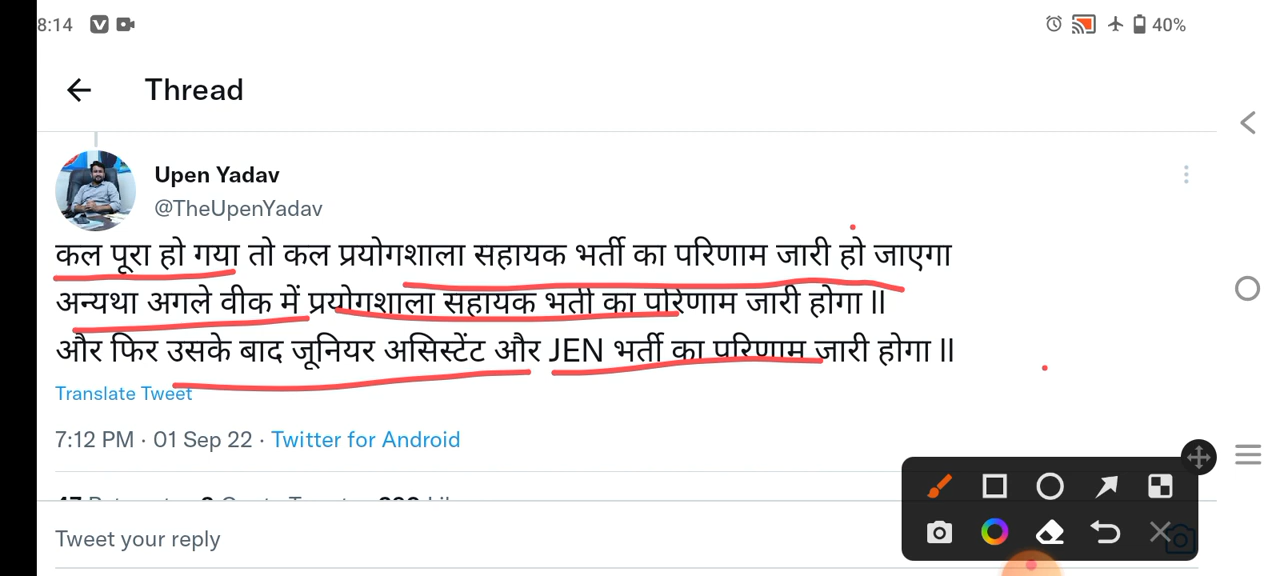 8:14
40%
Thread
Upen Yadav
@TheUpenYadav
कल पूरा हो गया तो कल प्रयोगशाला सहायक भर्ती का परिणाम जारी हो जाएगा
अन्यथा अगले वीक में प्रयोगशाला सहायक भर्ती का परिणाम जारी होगा ll
और फिर उसके बाद जूनियर असिस्टेंट और JEN भर्ती का परिणाम जारी होगा ll
Translate Tweet
7:12 PM · 01 Sep 22 · Twitter for Android
Tweet your reply